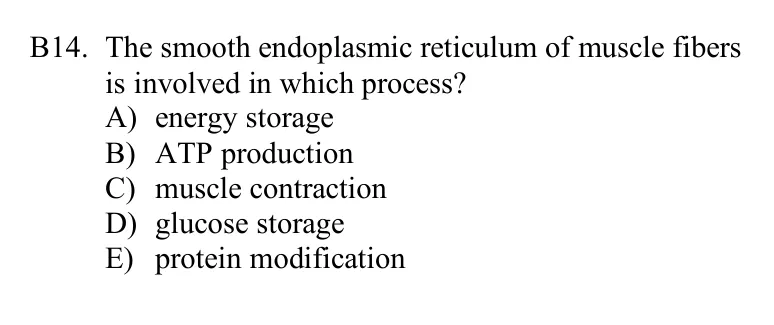 B14. The smooth endoplasmic reticulum of muscle fibers
is involved in which process?
A) energy storage
B) ATP production
C) muscle contraction
D) glucose storage
E) protein modification